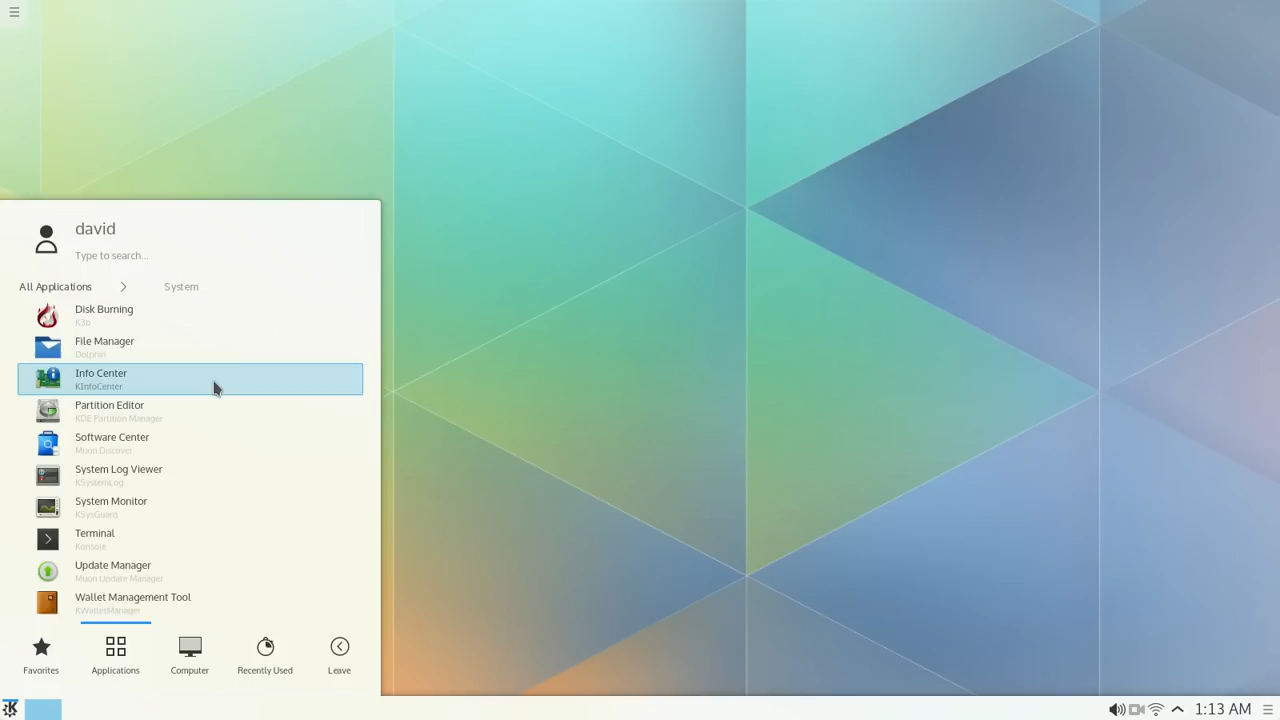 david
Type to search...
All Applications System
Disk Burning
K3b
File Manager
Dolphin
Info Center
KInfoCenter
Partition Editor
KDE Partition Manager
Software Center
Muon Discover
System Log Viewer
KSystemLog
System Monitor
KSysGuard
Terminal
Konsole
Update Manager
Muon Update Manager
Wallet Management Tool
KWalletManager
Favorites Applications Computer Recently Used Leave
1:13 AM